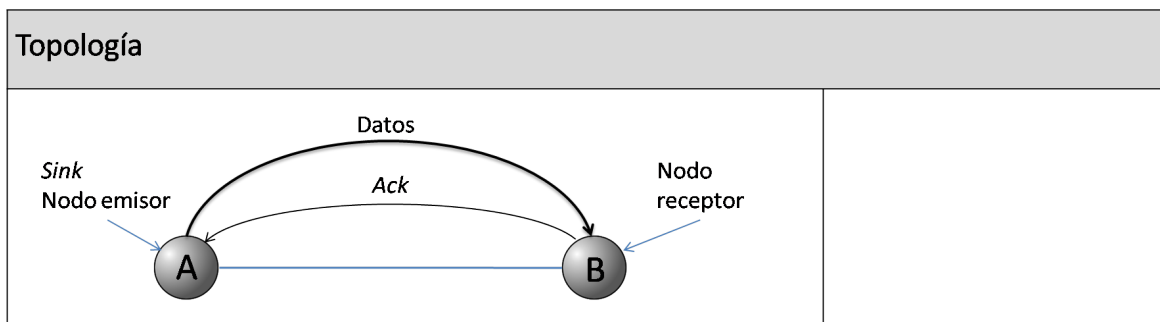 Topología
Datos
Sink
Nodo emisor
Ack
Nodo
receptor
A
B